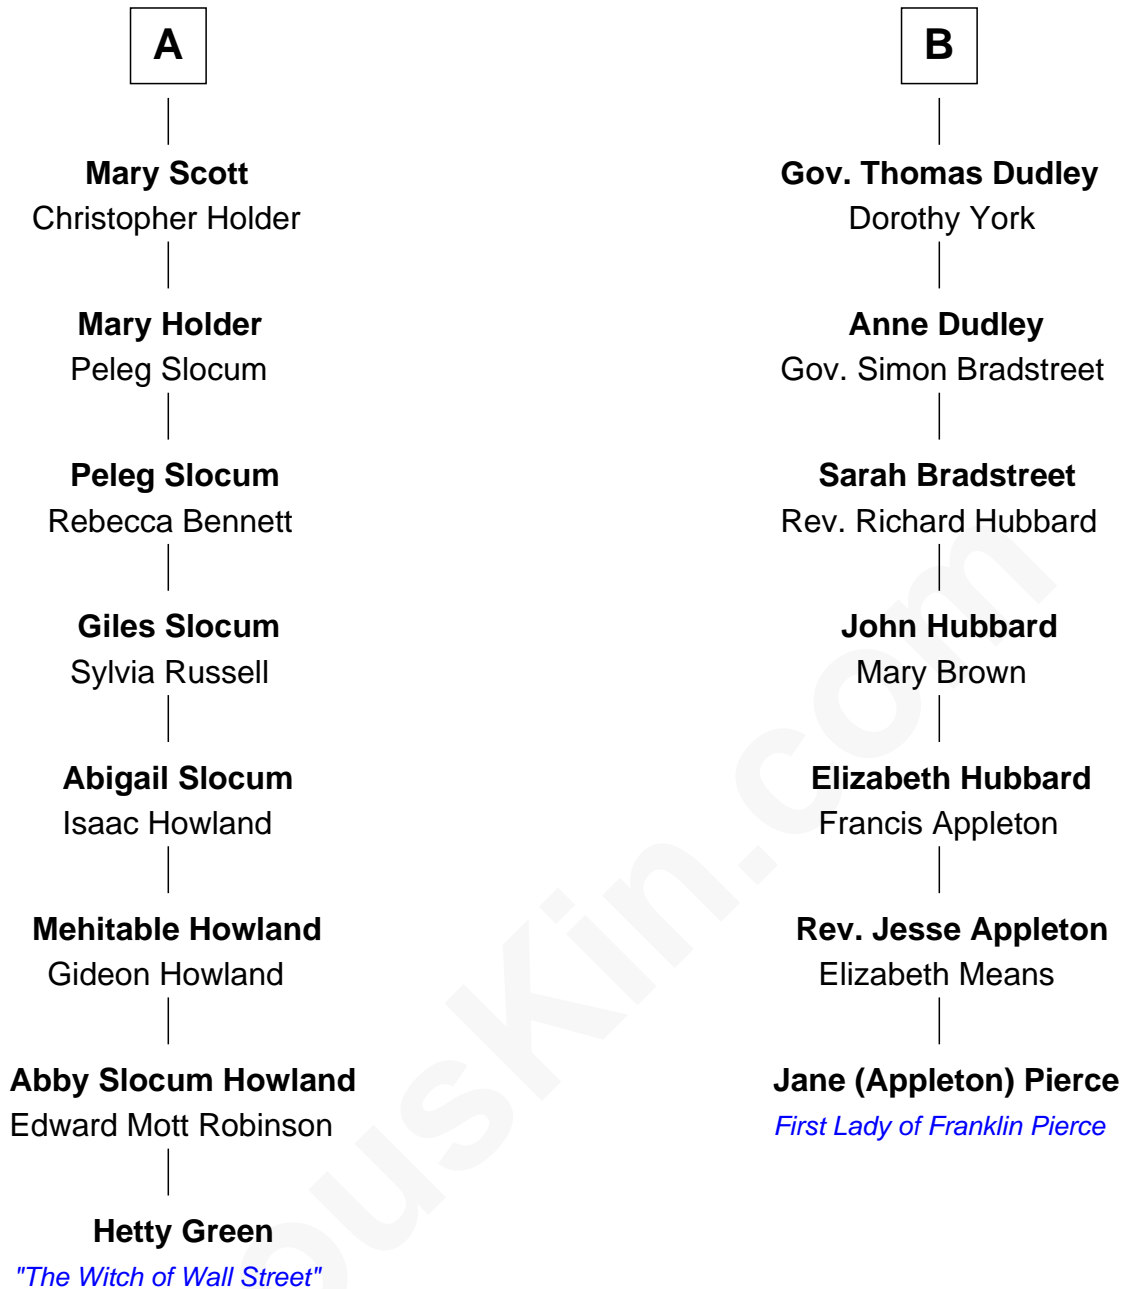 A
Mary Scott
Christopher Holder
Mary Holder
Peleg Slocum
Peleg Slocum
Rebecca Bennett
Giles Slocum
Sylvia Russell
Abigail Slocum
Isaac Howland
Mehitable Howland
Gideon Howland
Abby Slocum Howland
Edward Mott Robinson
Hetty Green
"The Witch of Wall Street"
B
Gov. Thomas Dudley
Dorothy York
Anne Dudley
Gov. Simon Bradstreet
Sarah Bradstreet
Rev. Richard Hubbard
John Hubbard
Mary Brown
Elizabeth Hubbard
Francis Appleton
Rev. Jesse Appleton
Elizabeth Means
Jane (Appleton) Pierce
First Lady of Franklin Pierce
ousKin.com